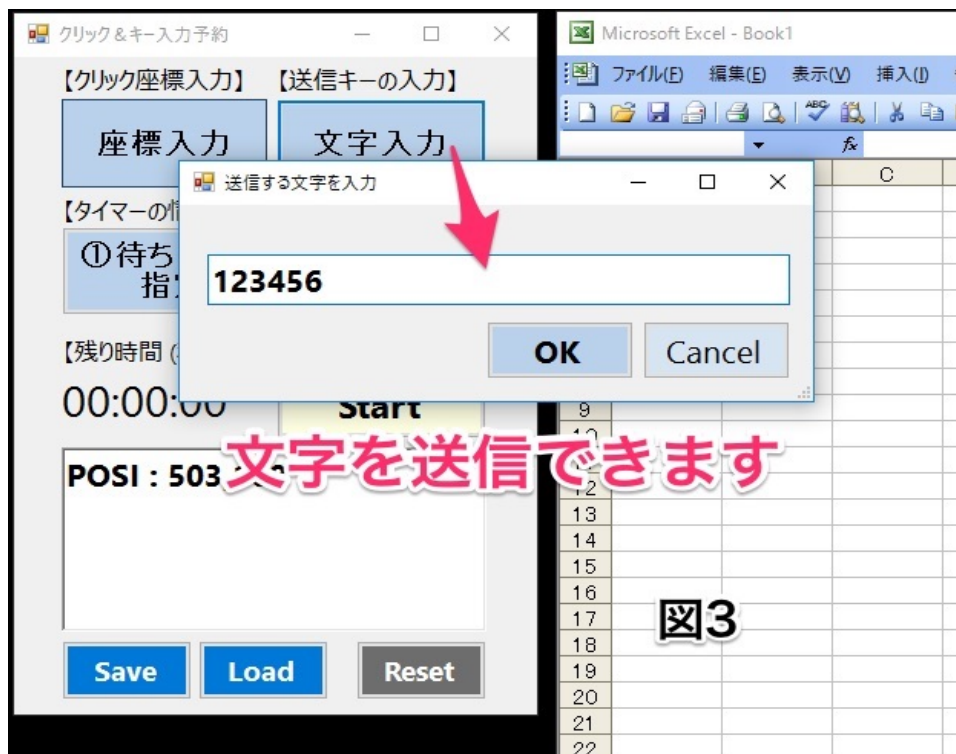 クリック&キー入力予約
【クリック座標入力】
【送信キーの入力】
座標入力
文字入力
【タイマーの
①待ち
送信する文字を入力
123456
OK
Cancel
【残り時間
00:00:00
Start
文字を送信できます
POSI : 503
Save
Load
Reset
Microsoft Excel - Book1
ファイル(F)
編集(E)
表示(V)
挿入(I)
fx
C
9
12
13
14
15
16
17
18
19
20
21
22
図3